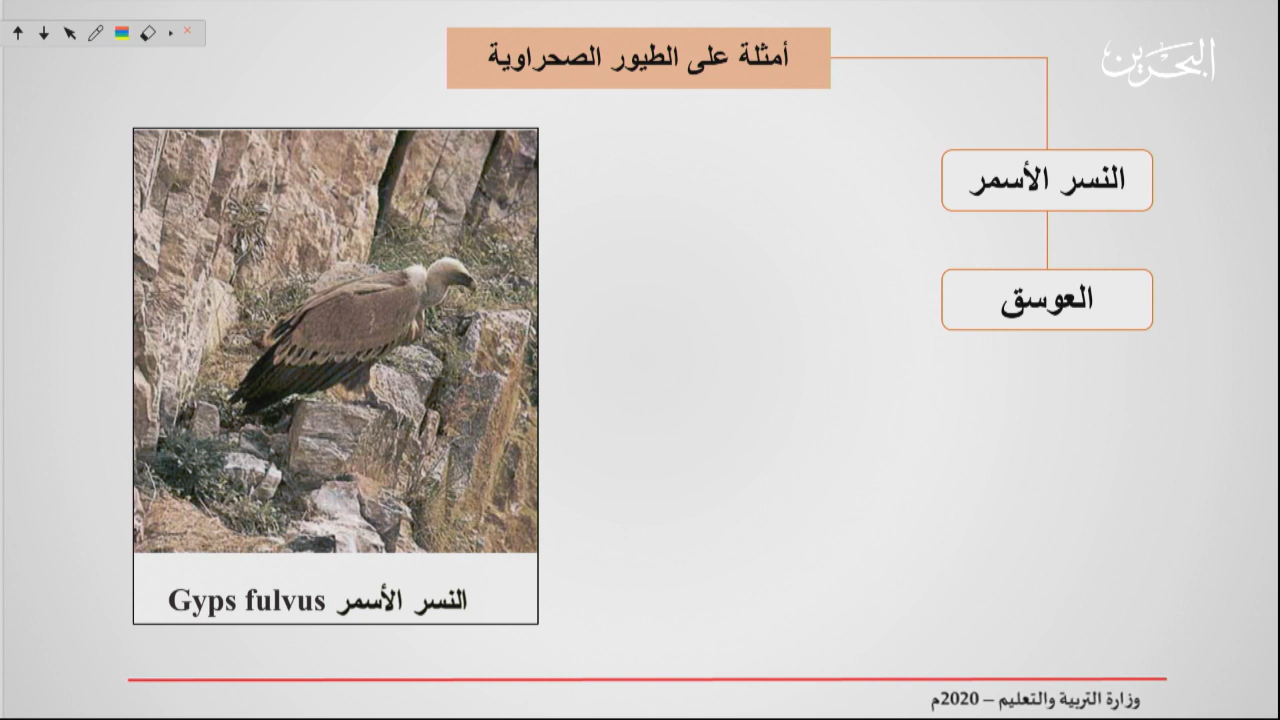 أمثلة على الطيور الصحراوية
البحرين
النسر الأسمر
العوسق
النسر الأسمر Gyps fulvus
وزارة التربية والتعليم – 2020م